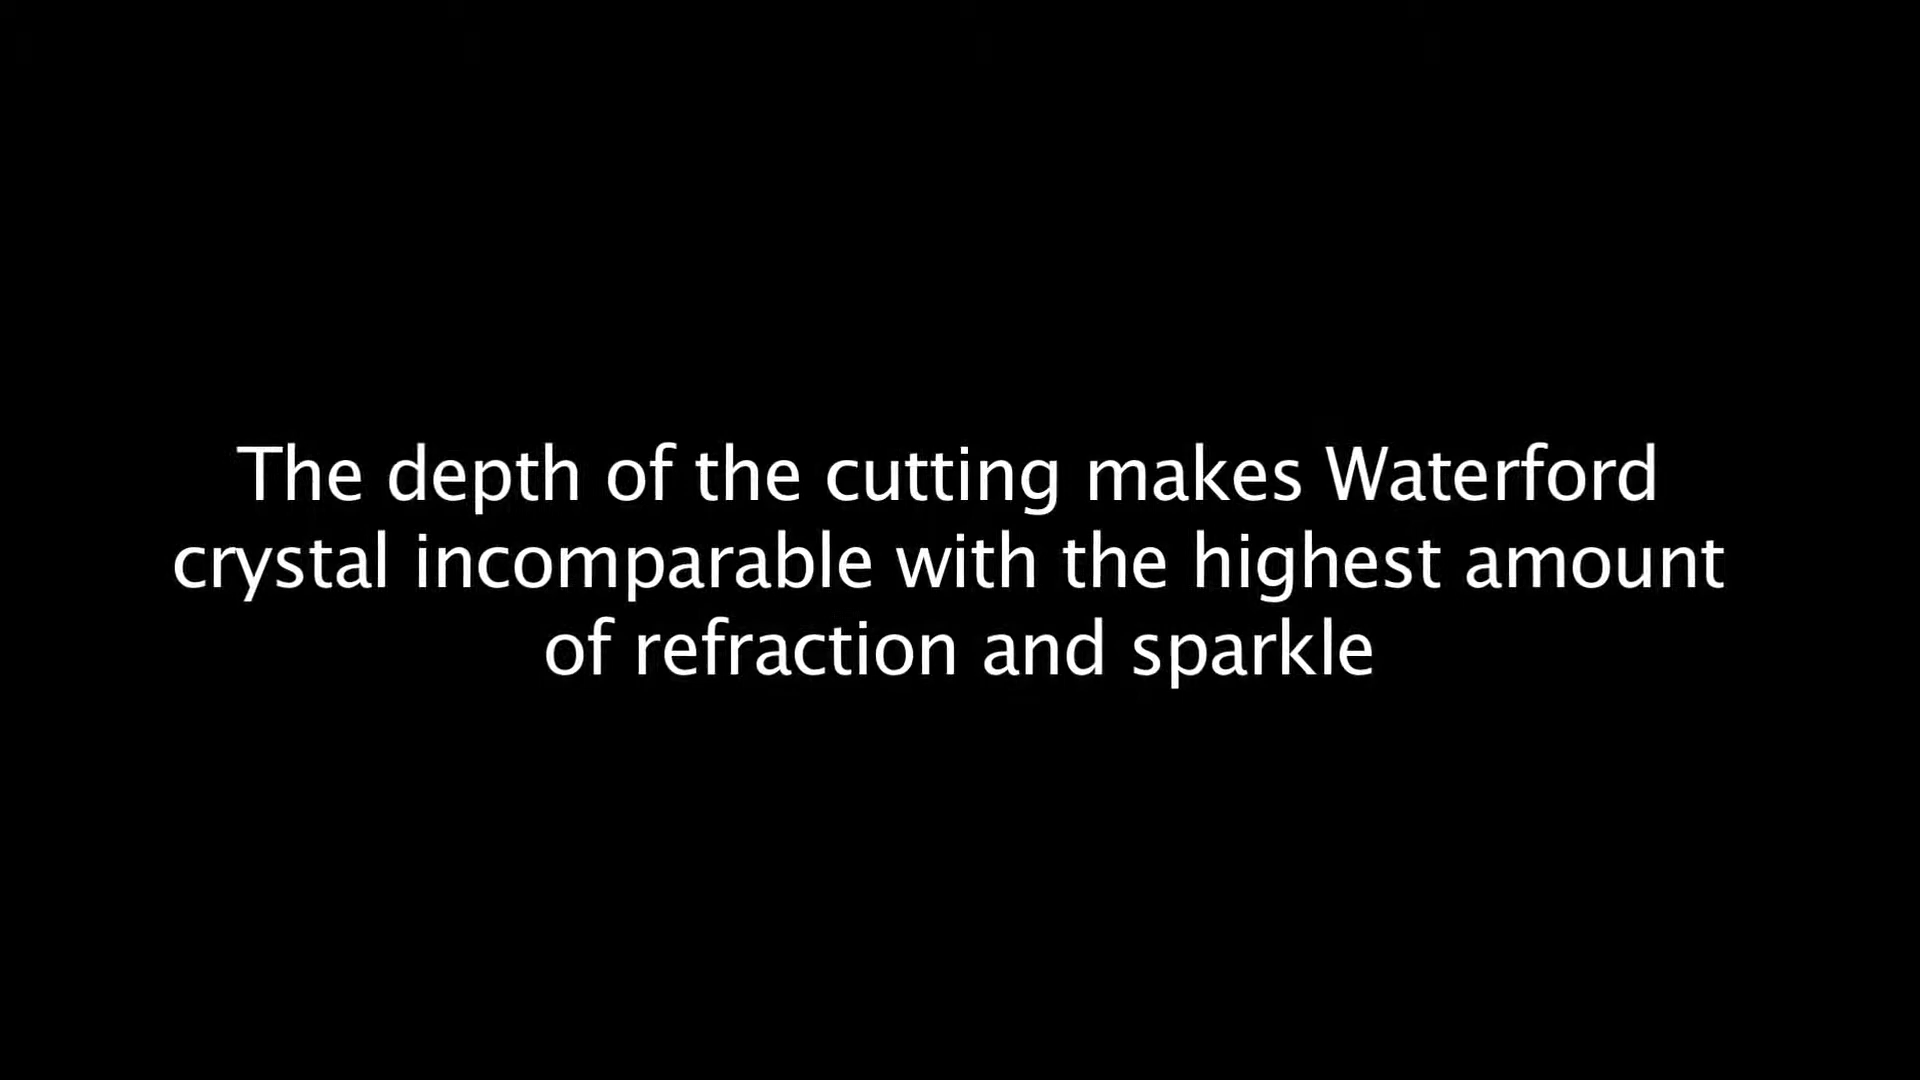 The depth of the cutting makes Waterford
crystal incomparable with the highest amount
of refraction and sparkle